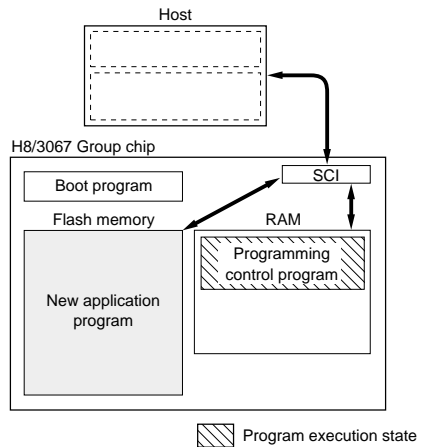 Host
H8/3067 Group chip
SCI
Boot program
Flash memory
RAM
Programming
control program
New application
program
Program execution state